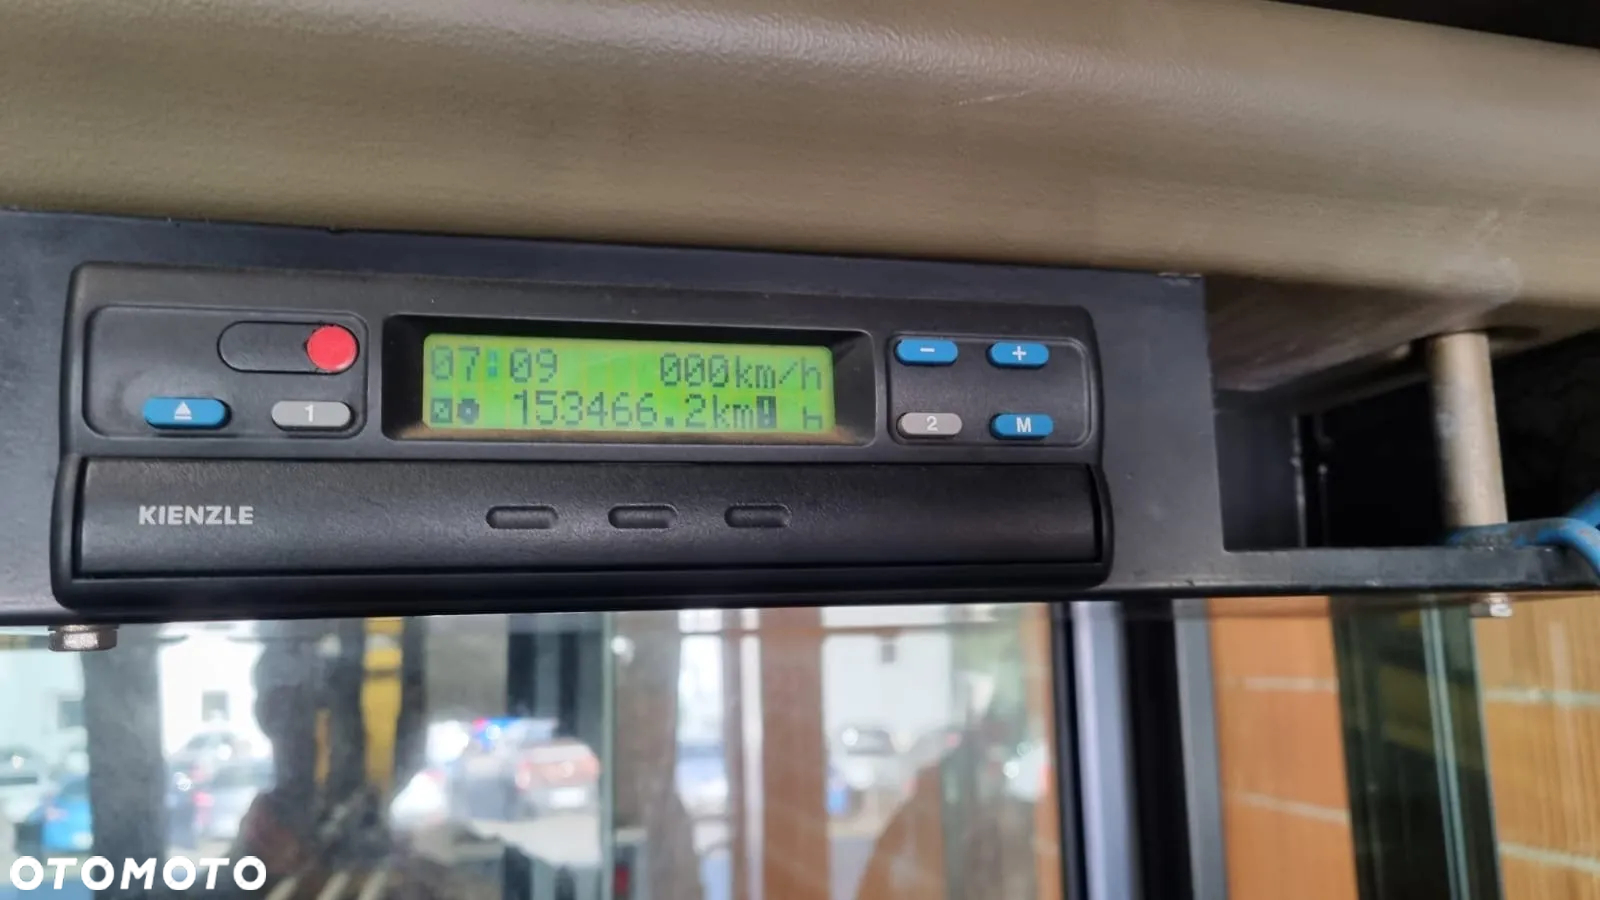 07:09 000km/h
153466.2km!
1
- +
2 M
KIENZLE
OTOMOTO